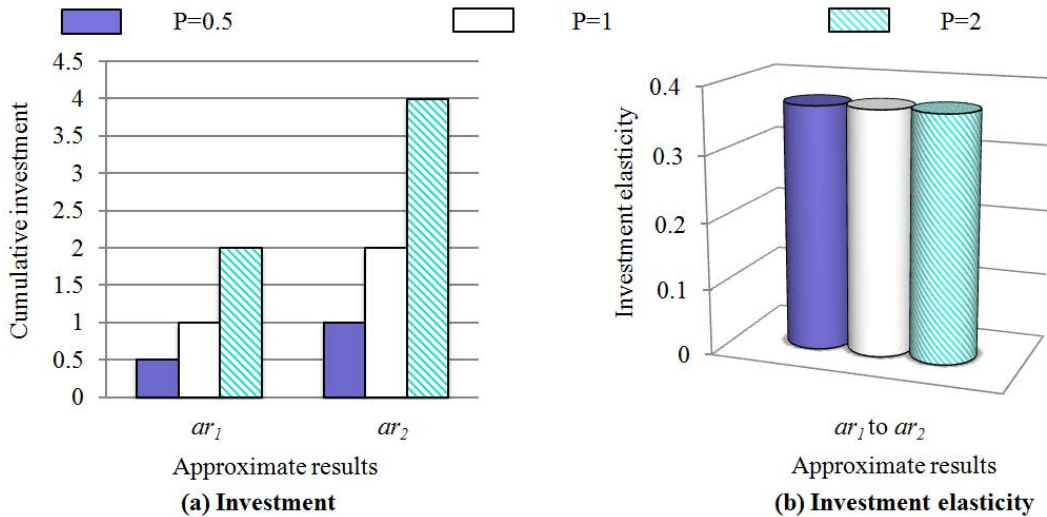 P=0.5 P=1 P=2
4.5
4
3.5
3
2.5
2
1.5
1
0.5
0
Cumulative investment
ar1 ar2
Approximate results
(a) Investment
0.4
0.3
0.2
0.1
0
Investment elasticity
ar1 to ar2
Approximate results
(b) Investment elasticity